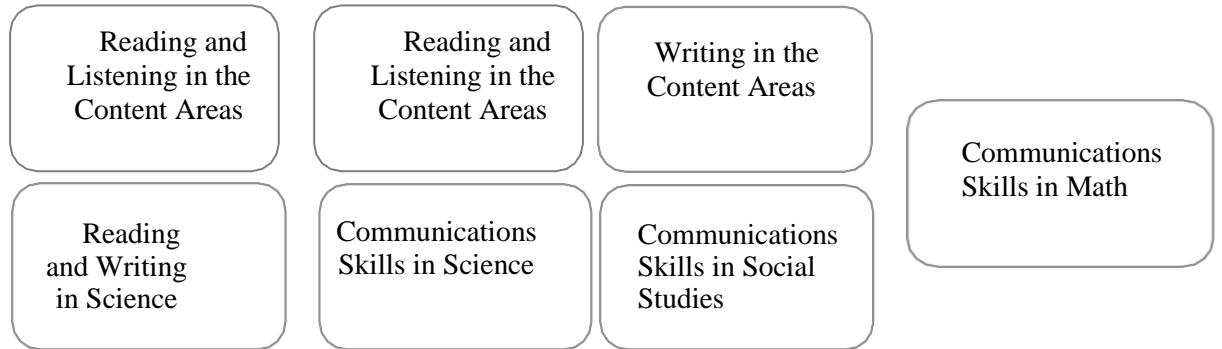 Reading and
Listening in the
Content Areas
Reading and
Listening in the
Content Areas
Writing in the
Content Areas
Communications
Skills in Math
Reading
and Writing
in Science
Communications
Skills in Science
Communications
Skills in Social
Studies